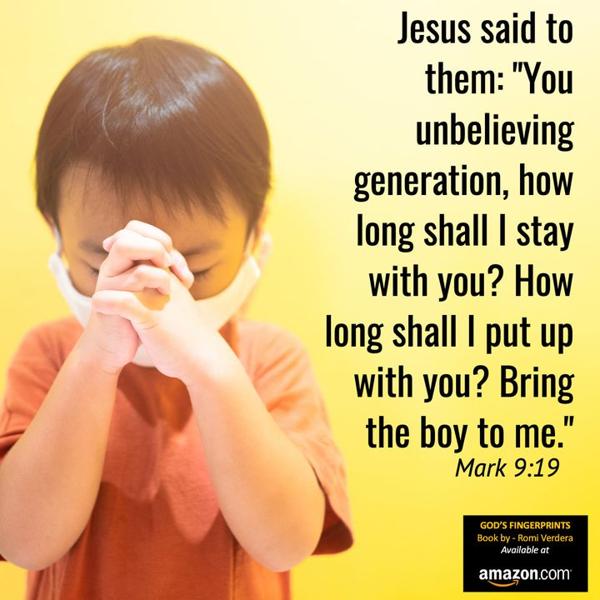 Jesus said to
them: "You
unbelieving
generation, how
long shall I stay
with you? How
long shall I put up
with you? Bring
the boy to me."
Mark 9:19
GOD'S FINGERPRINTS
Book by - Romi Verdera
Available at
amazon.com